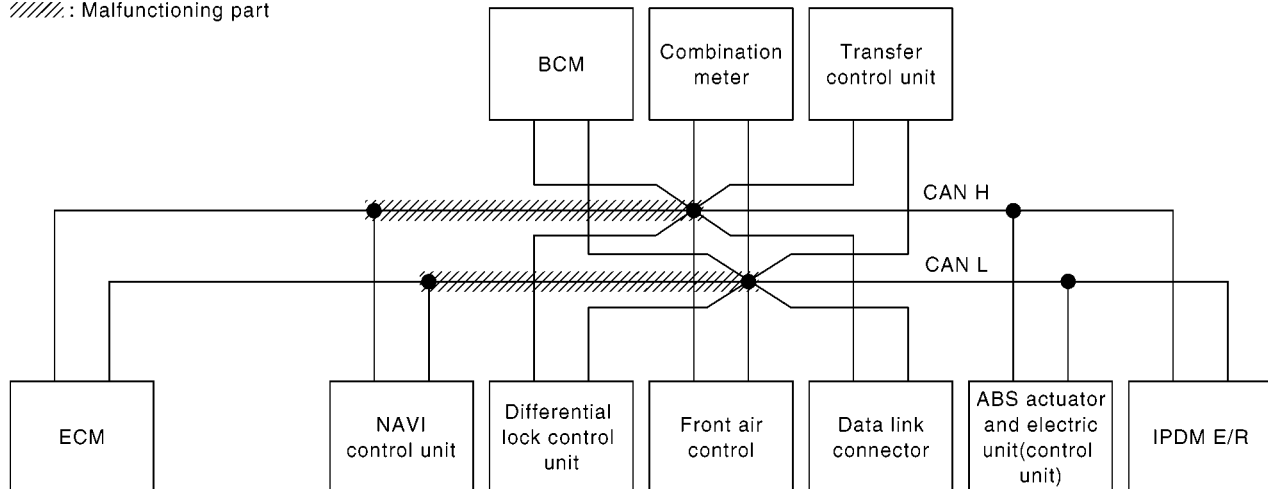 : Malfunctioning part
BCM
Combination
meter
Transfer
control unit
CAN H
CAN L
ECM
NAVI
control unit
Differential
lock control
unit
Front air
control
Data link
connector
ABS actuator
and electric
unit(control
unit)
IPDM E/R